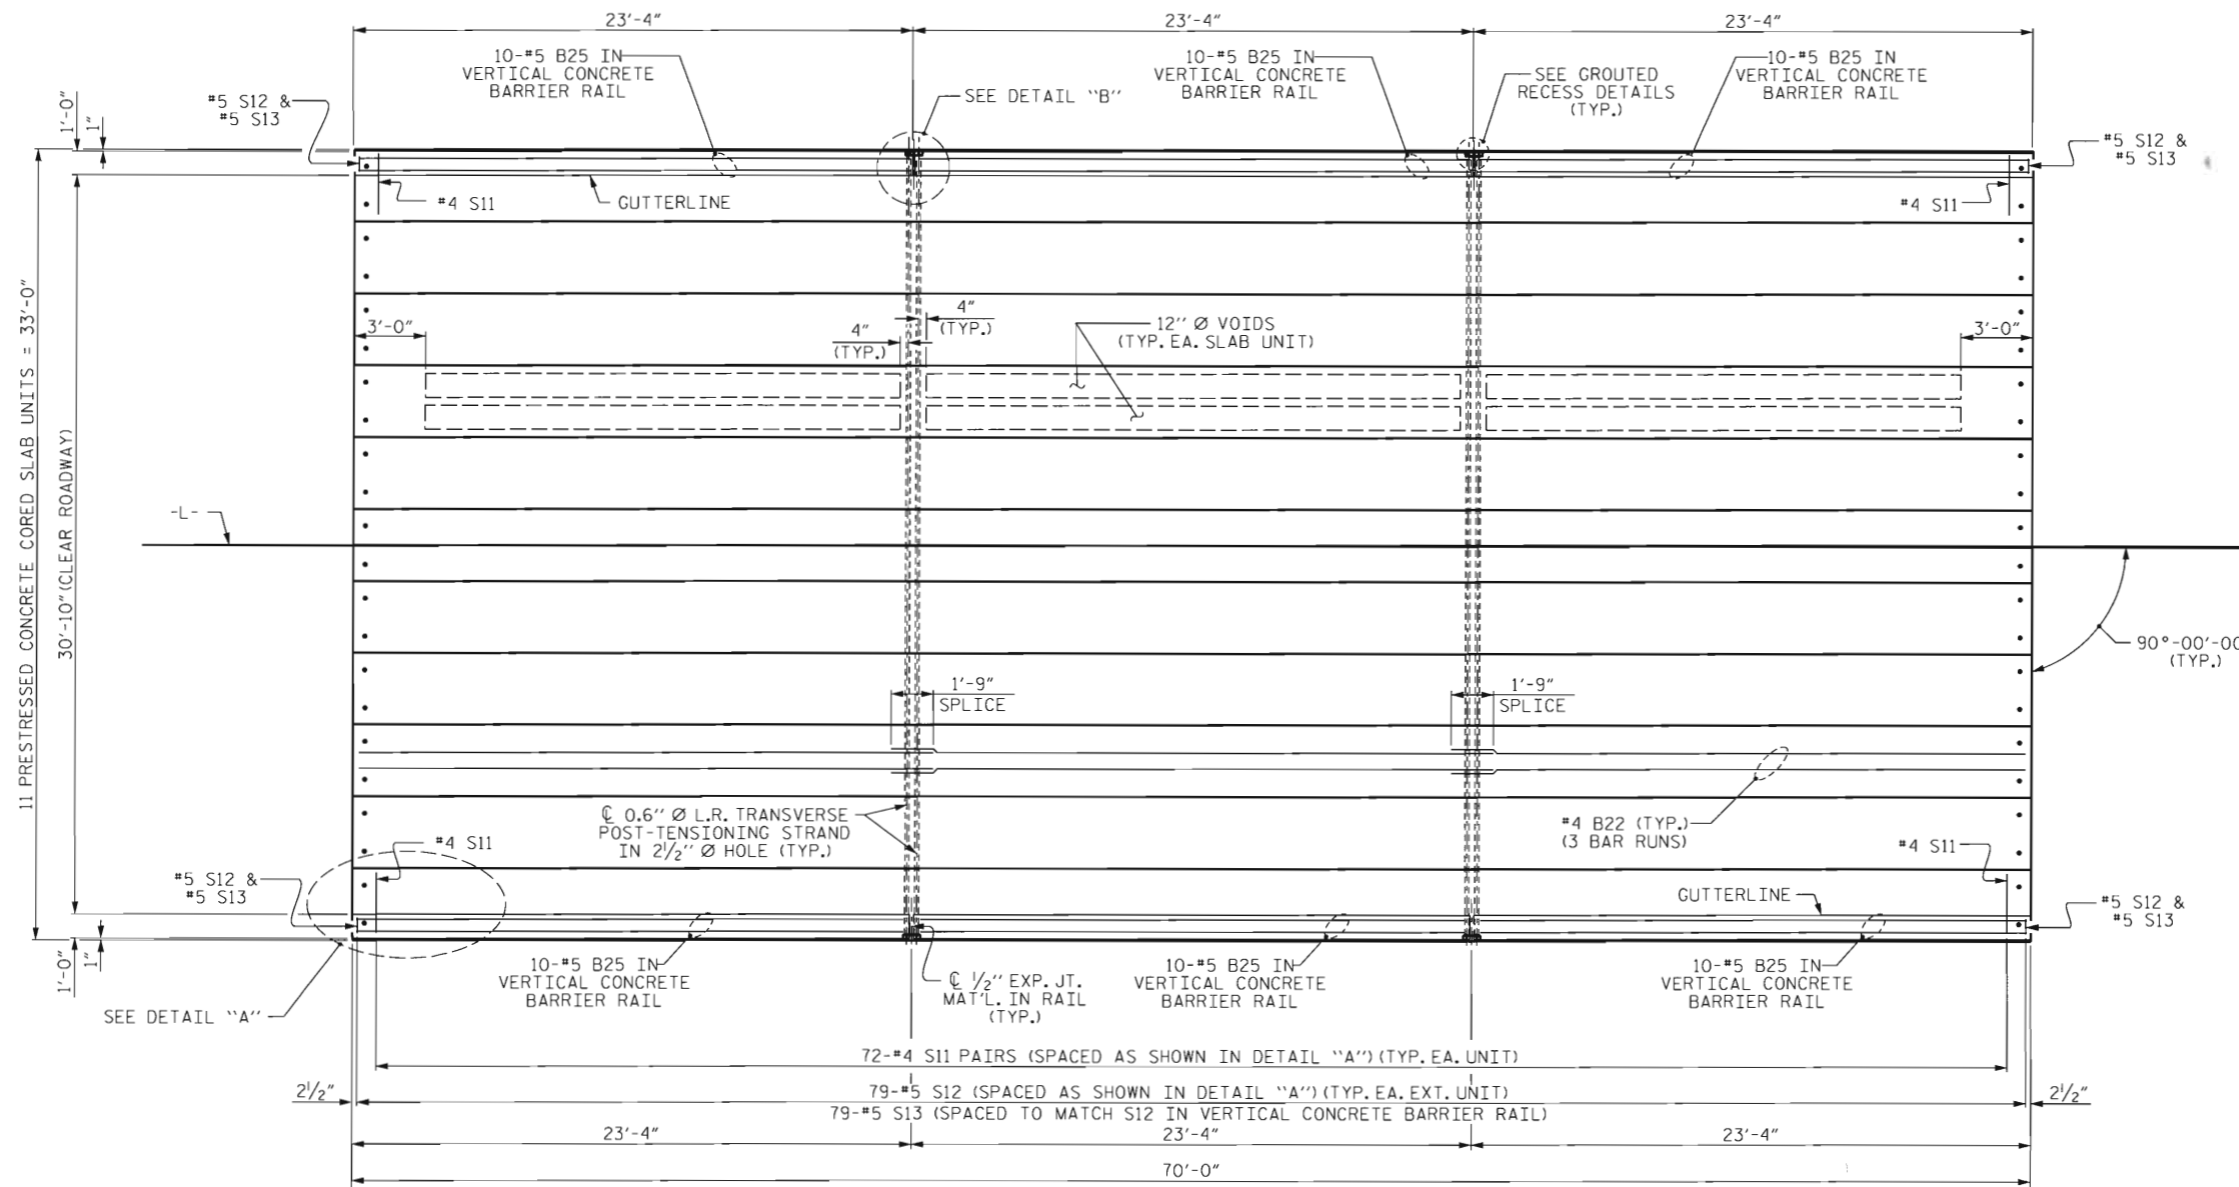 23'-4"
23'-4"
23'-4"
10-#5 B25 IN
VERTICAL CONCRETE
BARRIER RAIL
10-#5 B25 IN
VERTICAL CONCRETE
BARRIER RAIL
10-#5 B25 IN
VERTICAL CONCRETE
BARRIER RAIL
SEE DETAIL "B"
SEE GROUTED
RECESS DETAILS
(TYP.)
#5 S12 &
#5 S13
1'-0"
1"
#5 S12 &
#5 S13
#4 S11
GUTTERLINE
#4 S11
11 PRESTRESSED CONCRETE CORED SLAB UNITS = 33'-0"
30'-10" (CLEAR ROADWAY)
3'-0"
4"
(TYP.)
4"
(TYP.)
12" Ø VOIDS
(TYP. EA. SLAB UNIT)
3'-0"
-L-
90°-00'-00
(TYP.)
1'-9"
SPLICE
1'-9"
SPLICE
℄ 0.6" Ø L.R. TRANSVERSE
POST-TENSIONING STRAND
IN 2½" Ø HOLE (TYP.)
#4 B22 (TYP.)
(3 BAR RUNS)
#4 S11
#4 S11
#5 S12 &
#5 S13
GUTTERLINE
#5 S12 &
#5 S13
1'-0"
1"
10-#5 B25 IN
VERTICAL CONCRETE
BARRIER RAIL
℄ ½" EXP. JT.
MAT'L. IN RAIL
(TYP.)
10-#5 B25 IN
VERTICAL CONCRETE
BARRIER RAIL
10-#5 B25 IN
VERTICAL CONCRETE
BARRIER RAIL
SEE DETAIL "A"
72-#4 S11 PAIRS (SPACED AS SHOWN IN DETAIL "A") (TYP. EA. UNIT)
2½"
79-#5 S12 (SPACED AS SHOWN IN DETAIL "A") (TYP. EA. EXT. UNIT)
2½"
79-#5 S13 (SPACED TO MATCH S12 IN VERTICAL CONCRETE BARRIER RAIL)
23'-4"
23'-4"
23'-4"
70'-0"